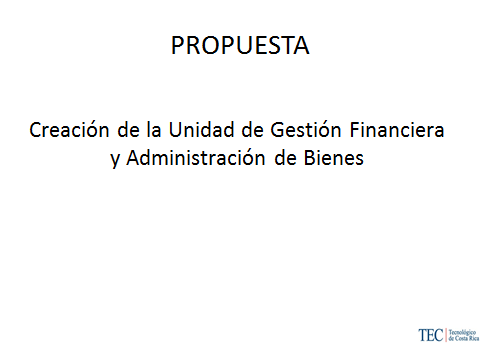 PROPUESTA
Creación de la Unidad de Gestión Financiera
y Administración de Bienes
TEC | Tecnológico
de Costa Rica